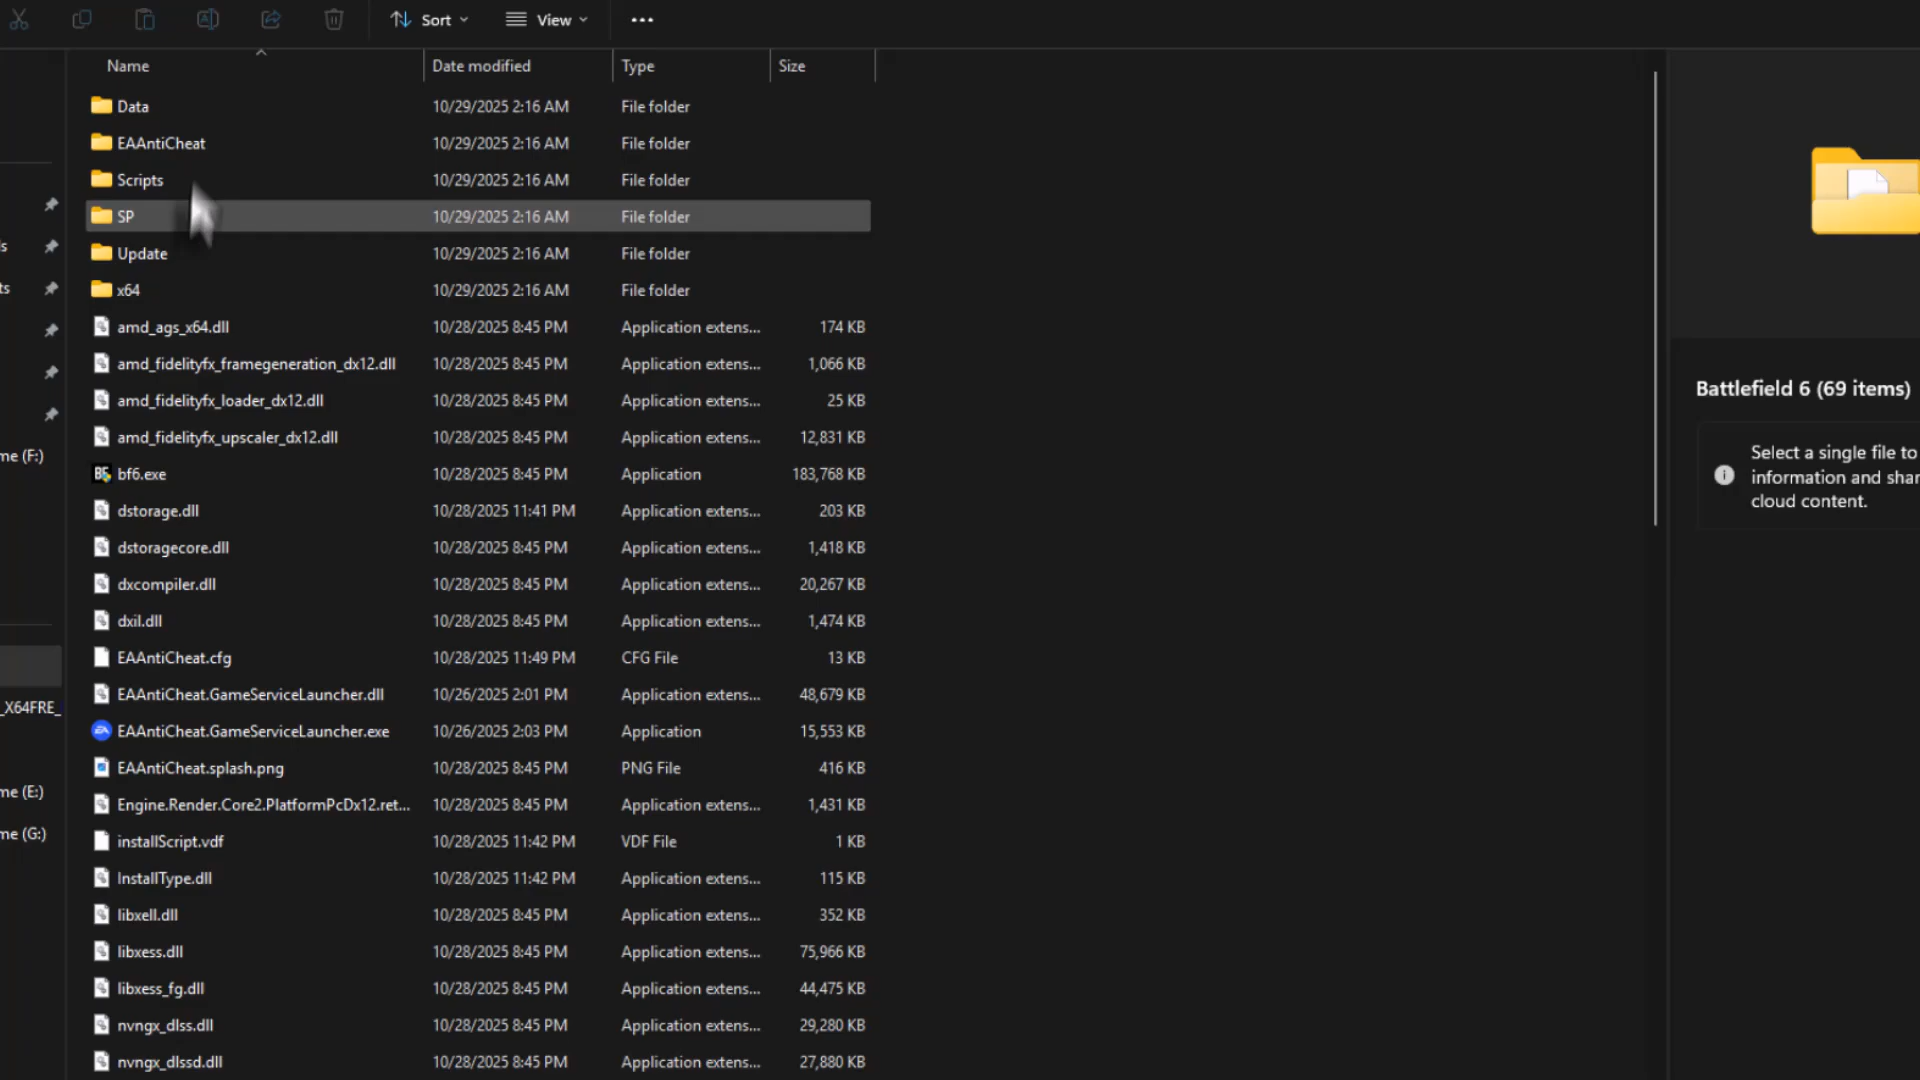 Sort View
Name Date modified Type Size
Data 10/29/2025 2:16 AM File folder
EAAntiCheat 10/29/2025 2:16 AM File folder
Scripts 10/29/2025 2:16 AM File folder
SP 10/29/2025 2:16 AM File folder
Update 10/29/2025 2:16 AM File folder
x64 10/29/2025 2:16 AM File folder
amd_ags_x64.dll 10/28/2025 8:45 PM Application extens... 174 KB
amd_fidelityfx_framegeneration_dx12.dll 10/28/2025 8:45 PM Application extens... 1,066 KB
amd_fidelityfx_loader_dx12.dll 10/28/2025 8:45 PM Application extens... 25 KB
amd_fidelityfx_upscaler_dx12.dll 10/28/2025 8:45 PM Application extens... 12,831 KB
bf6.exe 10/28/2025 8:45 PM Application 183,768 KB
dstorage.dll 10/28/2025 11:41 PM Application extens... 203 KB
dstoragecore.dll 10/28/2025 8:45 PM Application extens... 1,418 KB
dxcompiler.dll 10/28/2025 8:45 PM Application extens... 20,267 KB
dxil.dll 10/28/2025 8:45 PM Application extens... 1,474 KB
EAAntiCheat.cfg 10/28/2025 11:49 PM CFG File 13 KB
EAAntiCheat.GameServiceLauncher.dll 10/26/2025 2:01 PM Application extens... 48,679 KB
EAAntiCheat.GameServiceLauncher.exe 10/26/2025 2:03 PM Application 15,553 KB
EAAntiCheat.splash.png 10/28/2025 8:45 PM PNG File 416 KB
Engine.Render.Core2.PlatformPcDx12.ret... 10/28/2025 8:45 PM Application extens... 1,431 KB
installScript.vdf 10/28/2025 11:42 PM VDF File 1 KB
InstallType.dll 10/28/2025 11:42 PM Application extens... 115 KB
libxell.dll 10/28/2025 8:45 PM Application extens... 352 KB
libxess.dll 10/28/2025 8:45 PM Application extens... 75,966 KB
libxess_fg.dll 10/28/2025 8:45 PM Application extens... 44,475 KB
nvngx_dlss.dll 10/28/2025 8:45 PM Application extens... 29,280 KB
nvngx_dlssd.dll 10/28/2025 8:45 PM Application extens... 27,880 KB
s
ts
me (F:)
_X64FRE_
me (E:)
me (G:)
Battlefield 6 (69 items)
Select a single file to
information and shar
cloud content.